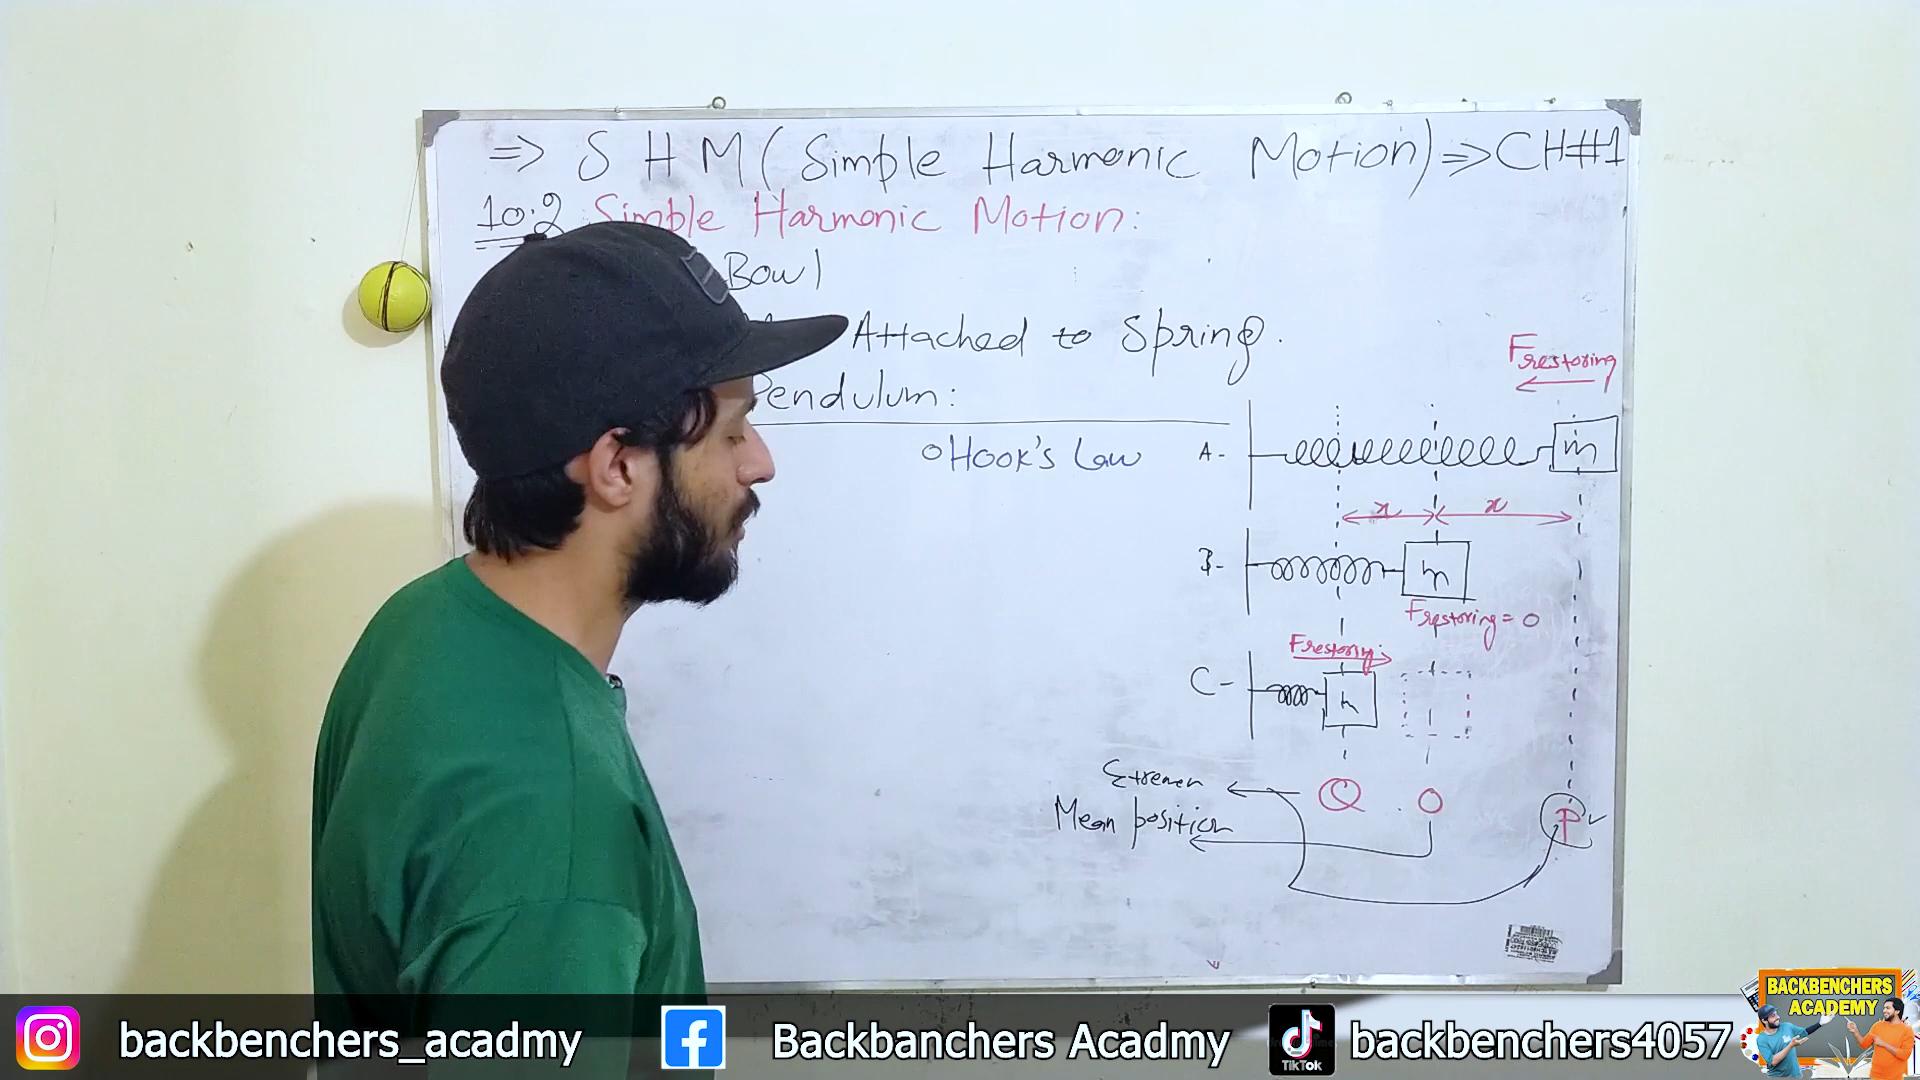 ⇒ S H M (Simple Harmonic Motion) ⇒ CH#1
10.2 Simple Harmonic Motion:
Bowl
Attached to Spring.
Pendulum:
Frestoring
oHook's Law
A- m
x x
B- m
Frestoring = 0
Frestoring
C- m
Extreme
Q O P
Mean position
backbenchers_acadmy
Backbanchers Acadmy
TikTok
backbenchers4057
BACKBENCHERS
ACADEMY